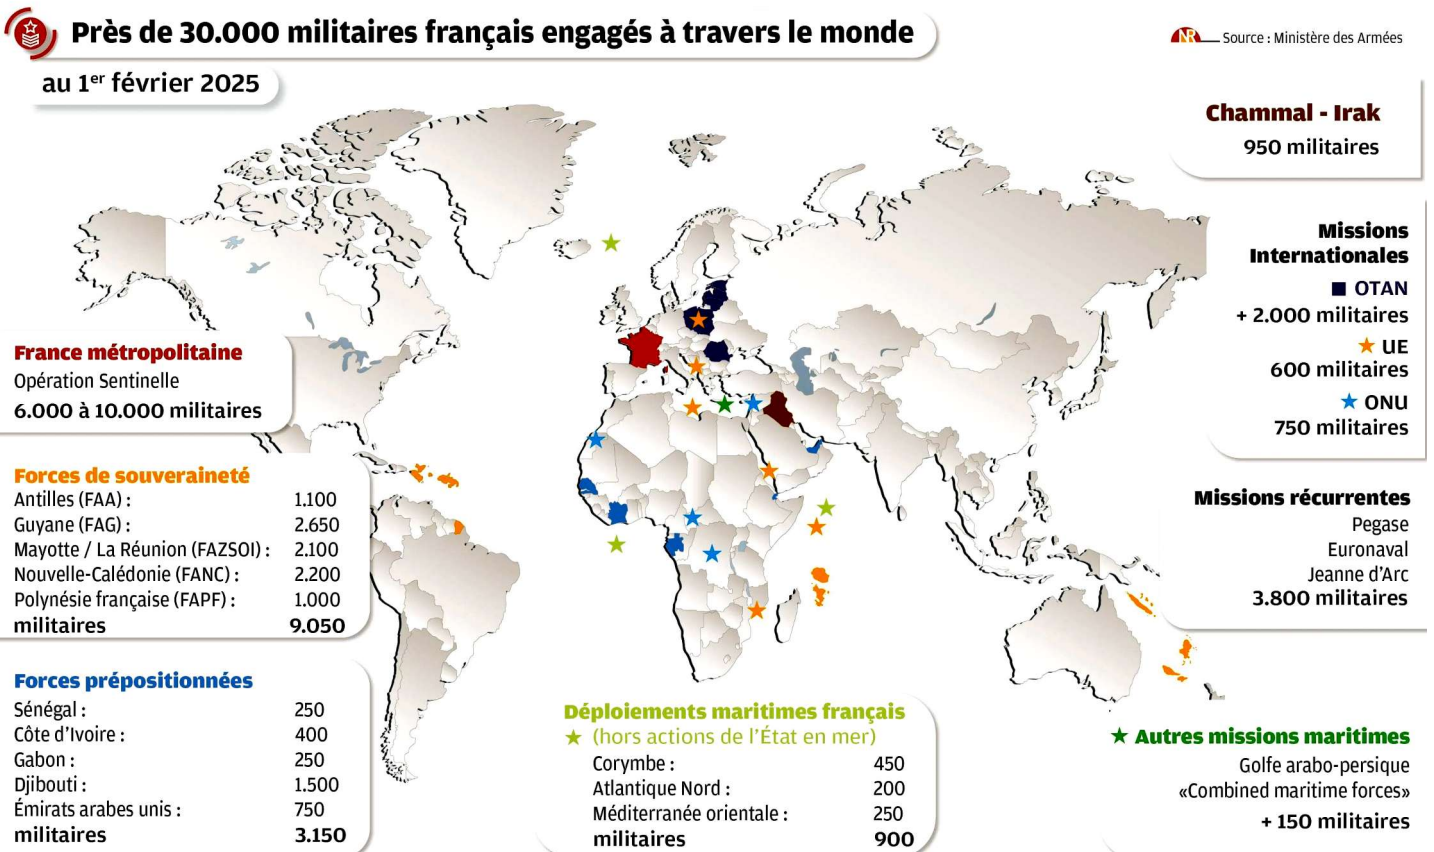 Près de 30.000 militaires français engagés à travers le monde
au 1er février 2025
NR
Source : Ministère des Armées
Chammal - Irak
950 militaires
Missions
Internationales
OTAN
+ 2.000 militaires
UE
600 militaires
ONU
750 militaires
Missions récurrentes
Pegase
Euronaval
Jeanne d’Arc
3.800 militaires
France métropolitaine
Opération Sentinelle
6.000 à 10.000 militaires
Forces de souveraineté
Antilles (FAA) : 1.100
Guyane (FAG) : 2.650
Mayotte / La Réunion (FAZSOI) : 2.100
Nouvelle-Calédonie (FANC) : 2.200
Polynésie française (FAPF) : 1.000
militaires 9.050
Forces prépositionnées
Sénégal : 250
Côte d’Ivoire : 400
Gabon : 250
Djibouti : 1.500
Émirats arabes unis : 750
militaires 3.150
Déploiements maritimes français
(hors actions de l’État en mer)
Corymbe : 450
Atlantique Nord : 200
Méditerranée orientale : 250
militaires 900
Autres missions maritimes
Golfe arabo-persique
«Combined maritime forces»
+ 150 militaires